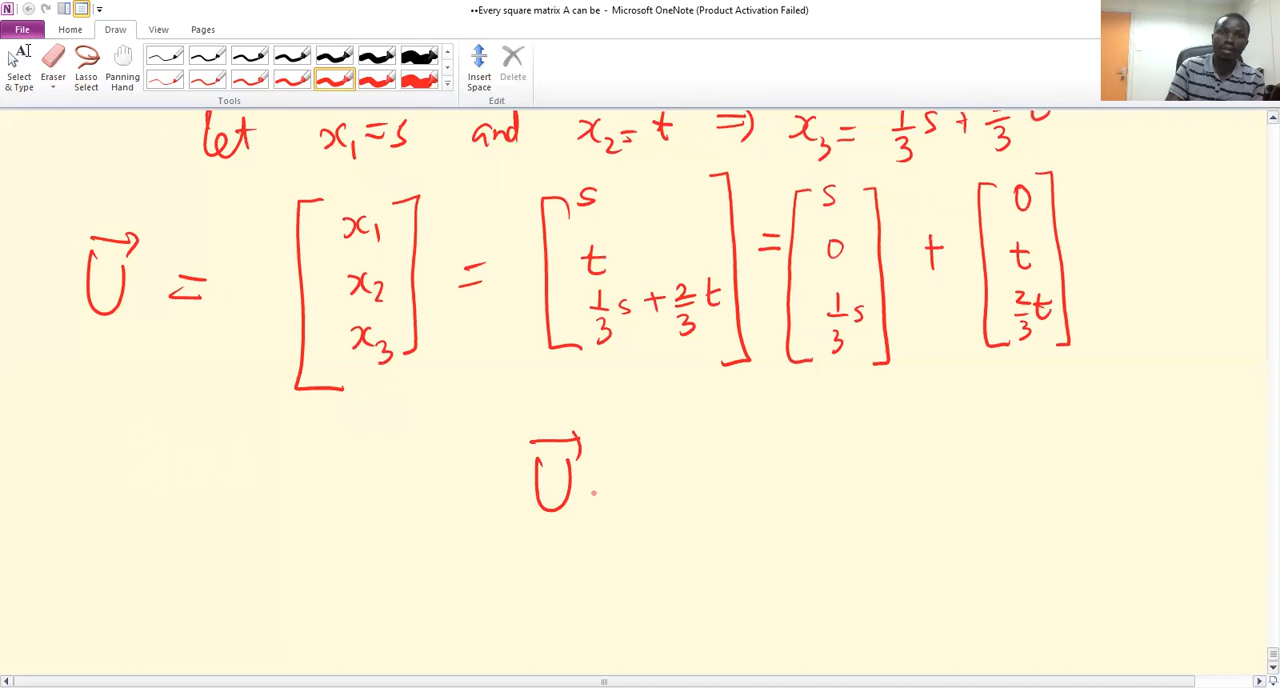 ••Every square matrix A can be - Microsoft OneNote (Product Activation Failed)
File Home Draw View Pages
Select & Type Eraser Lasso Select Panning Hand Insert Space Delete
Tools Edit
let x₁=s and x₂=t ⇒ x₃= 1/3 s + /3
U⃗ = [x₁ x₂ x₃] = [s t 1/3 s + 2/3 t] = [s 0 1/3 s] + [0 t 2/3 t]
U⃗